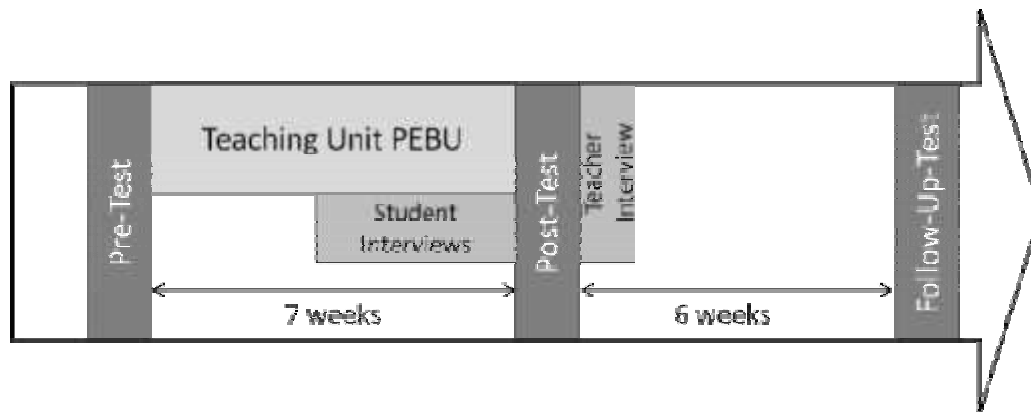 Pre-Test
Teaching Unit PEBU
Student
Interviews
7 weeks
Post-Test
Teacher
Interview
6 weeks
Follow-Up-Test